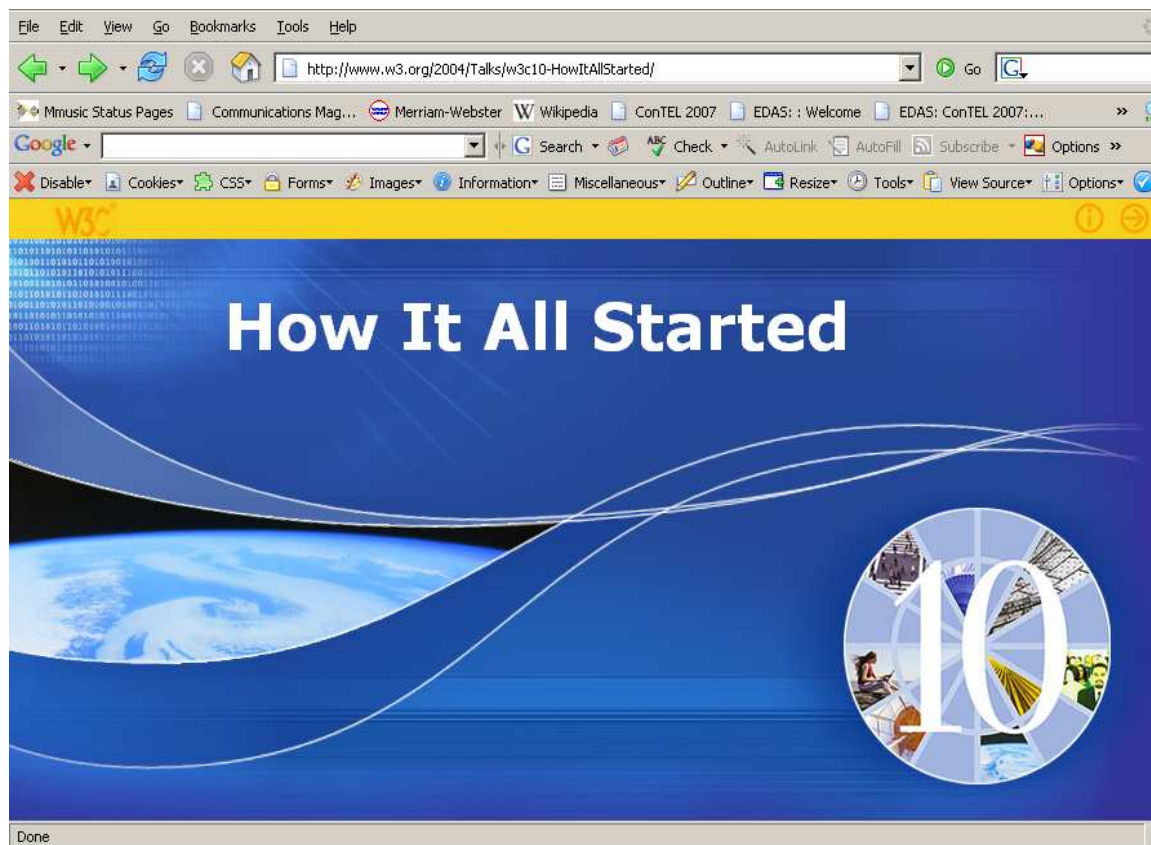 File Edit View Go Bookmarks Tools Help
http://www.w3.org/2004/Talks/w3c10-HowItAllStarted/ Go G
Mmusic Status Pages Communications Mag... Merriam-Webster W Wikipedia ConTEL 2007 EDAS: : Welcome EDAS: ConTEL 2007:... »
Google G Search ABC Check AutoLink AutoFill Subscribe Options »
Disable Cookies CSS Forms Images Information Miscellaneous Outline Resize Tools View Source Options
W3C
How It All Started
10
Done